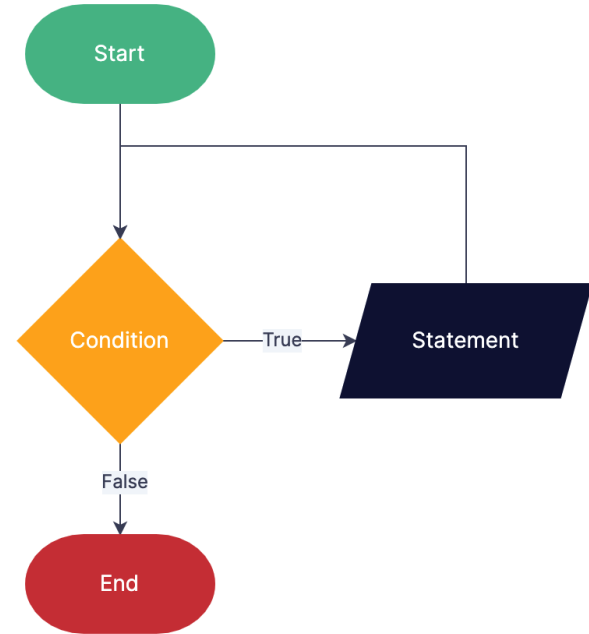 Start
Condition
True
Statement
False
End